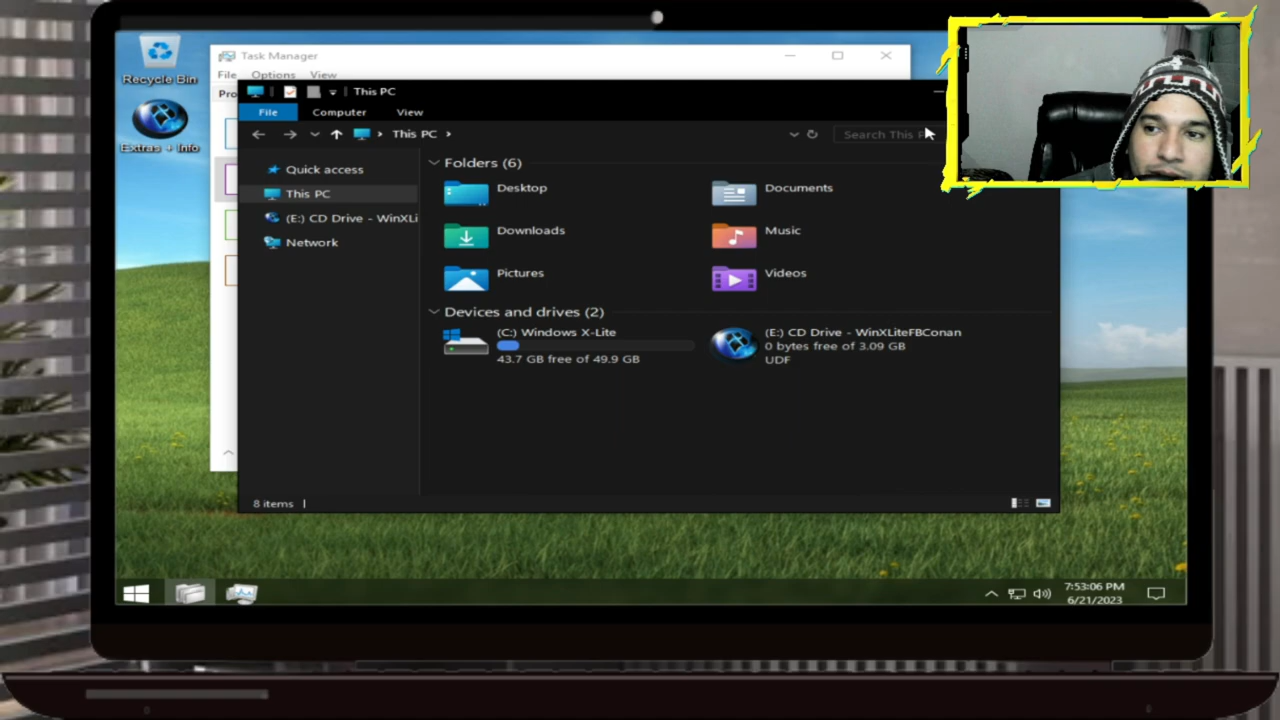 Recycle Bin
Extras + Info
Task Manager
File Options View
Pro
This PC
File Computer View
This PC
Search This P
Quick access
This PC
(E:) CD Drive - WinXLi
Network
Folders (6)
Desktop
Documents
Downloads
Music
Pictures
Videos
Devices and drives (2)
(C:) Windows X-Lite
43.7 GB free of 49.9 GB
(E:) CD Drive - WinXLiteFBConan
0 bytes free of 3.09 GB
UDF
8 items
7:53:06 PM
6/21/2023